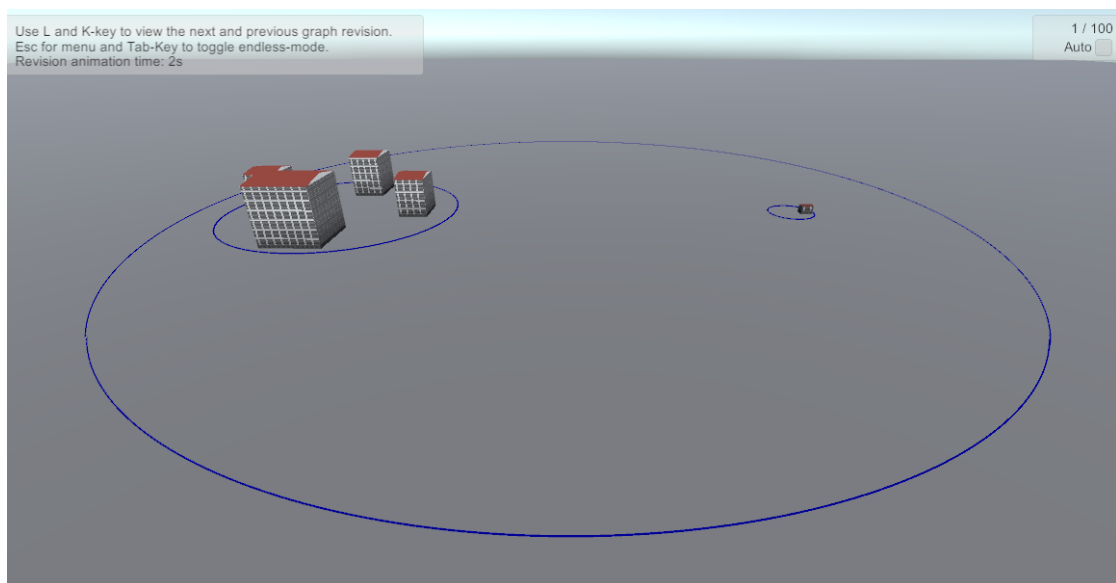 Use L and K-key to view the next and previous graph revision.
Esc for menu and Tab-Key to toggle endless-mode.
Revision animation time: 2s
1 / 100
Auto